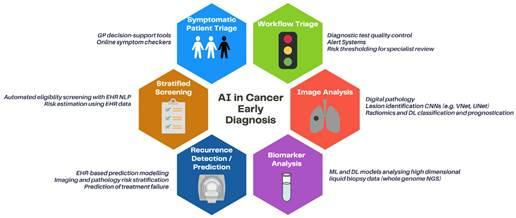 Symptomatic
Patient Triage
GP decision-support tools
Online symptom checkers
Workflow Triage
Diagnostic test quality control
Alert Systems
Risk thresholding for specialist review
Stratified
Screening
Automated eligibility screening with EHR NLP
Risk estimation using EHR data
AI in Cancer
Early
Diagnosis
Image Analysis
Digital pathology
Lesion identification CNNs (e.g. VNet, UNet)
Radiomics and DL classification and prognostication
Recurrence
Detection /
Prediction
EHR-based prediction modelling
Imaging and pathology risk stratification
Prediction of treatment failure
Biomarker
Analysis
ML and DL models analysing high dimensional
liquid biopsy data (whole genome NGS)